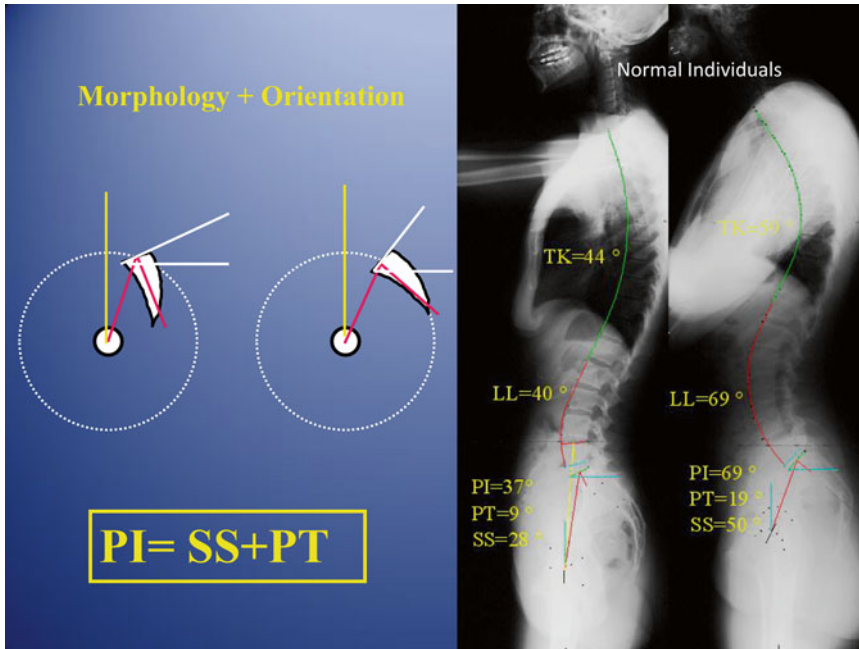 Morphology + Orientation
PI= SS+PT
Normal Individuals
TK=44 °
LL=40 °
PI=37°
PT=9 °
SS=28 °
TK=59 °
LL=69 °
PI=69 °
PT=19 °
SS=50 °